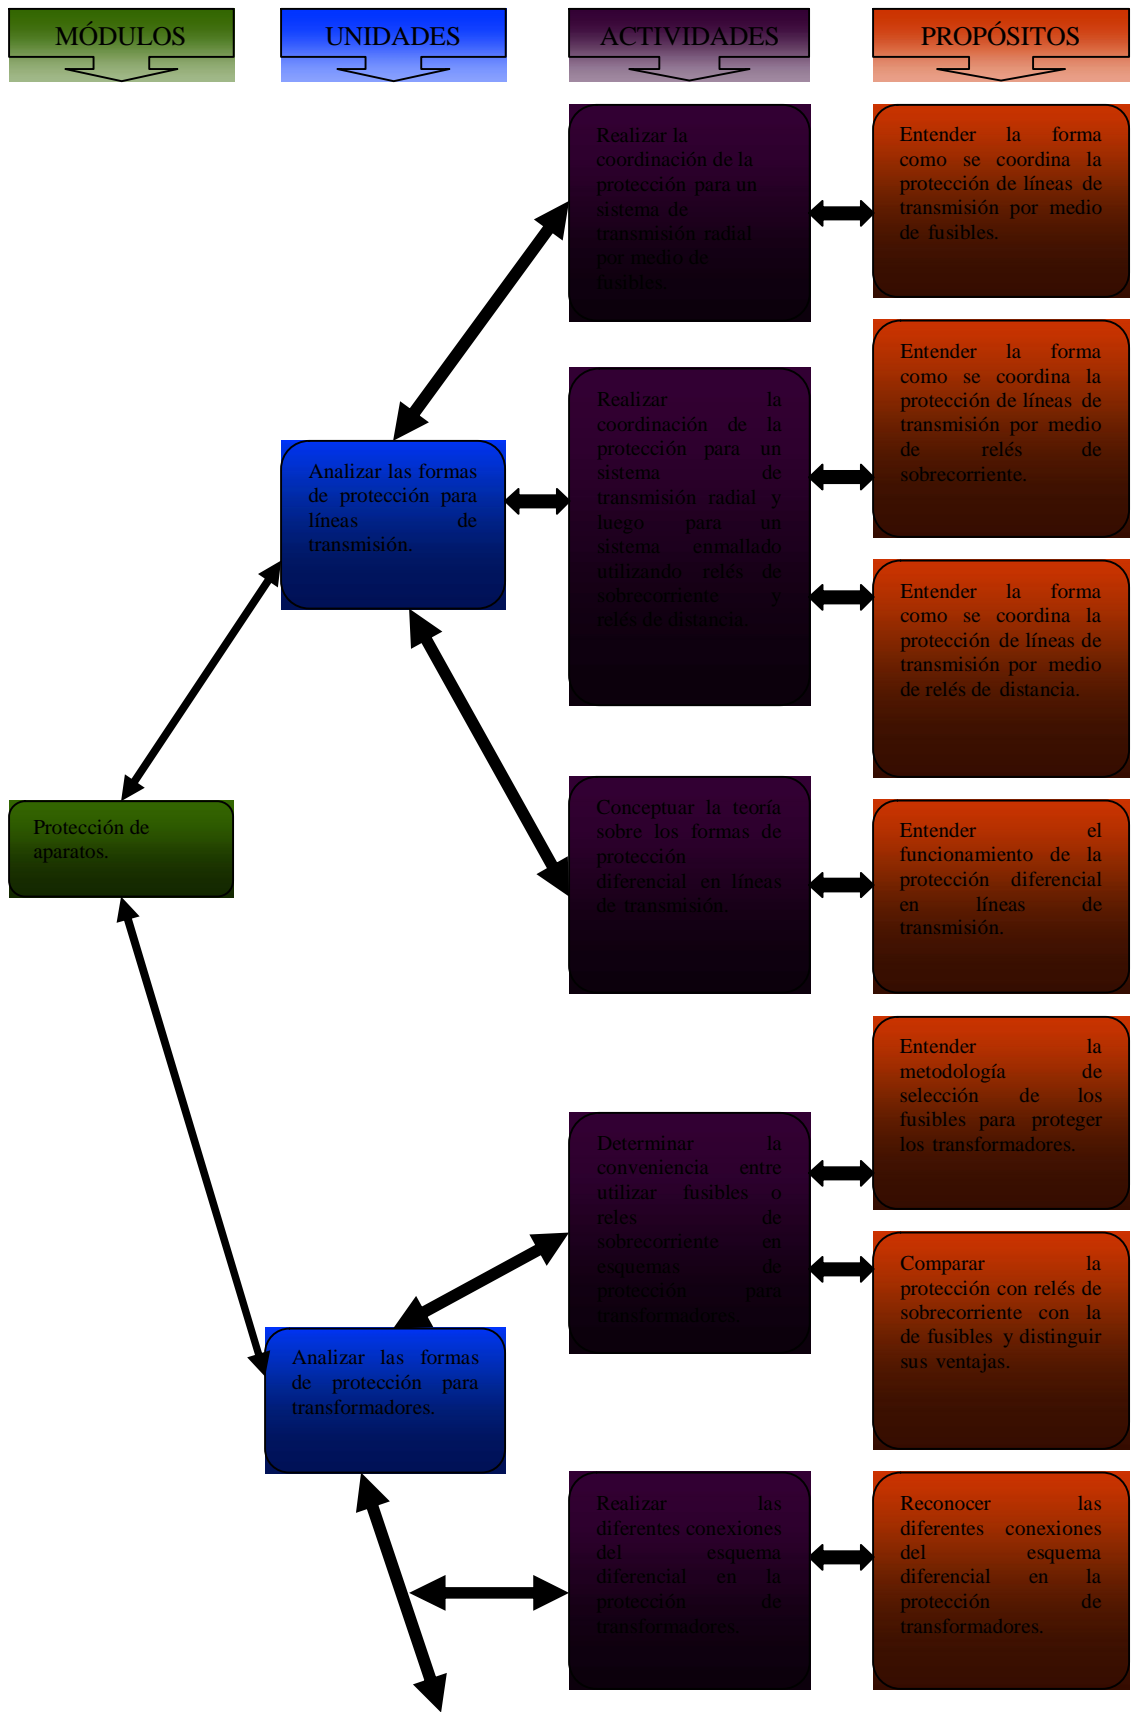 MÓDULOS
UNIDADES
ACTIVIDADES
PROPÓSITOS
Protección de
aparatos.
Analizar las formas
de protección para
líneas de
transmisión.
Realizar la
coordinación de la
protección para un
sistema de
transmisión radial
por medio de
fusibles.
Entender la forma
como se coordina la
protección de líneas de
transmisión por medio
de fusibles.
Realizar la
coordinación de la
protección para un
sistema de
transmisión radial y
luego para un
sistema enmallado
utilizando relés de
sobrecorriente y
relés de distancia.
Entender la forma
como se coordina la
protección de líneas de
transmisión por medio
de relés de
sobrecorriente.
Entender la forma
como se coordina la
protección de líneas de
transmisión por medio
de relés de distancia.
Conceptuar la teoría
sobre los formas de
protección
diferencial en líneas
de transmisión.
Entender el
funcionamiento de la
protección diferencial
en líneas de
transmisión.
Analizar las formas
de protección para
transformadores.
Determinar la
conveniencia entre
utilizar fusibles o
reles de
sobrecorriente en
esquemas de
protección para
transformadores.
Entender la
metodología de
selección de los
fusibles para proteger
los transformadores.
Comparar la
protección con relés de
sobrecorriente con la
de fusibles y distinguir
sus ventajas.
Realizar las
diferentes conexiones
del esquema
diferencial en la
protección de
transformadores.
Reconocer las
diferentes conexiones
del esquema
diferencial en la
protección de
transformadores.